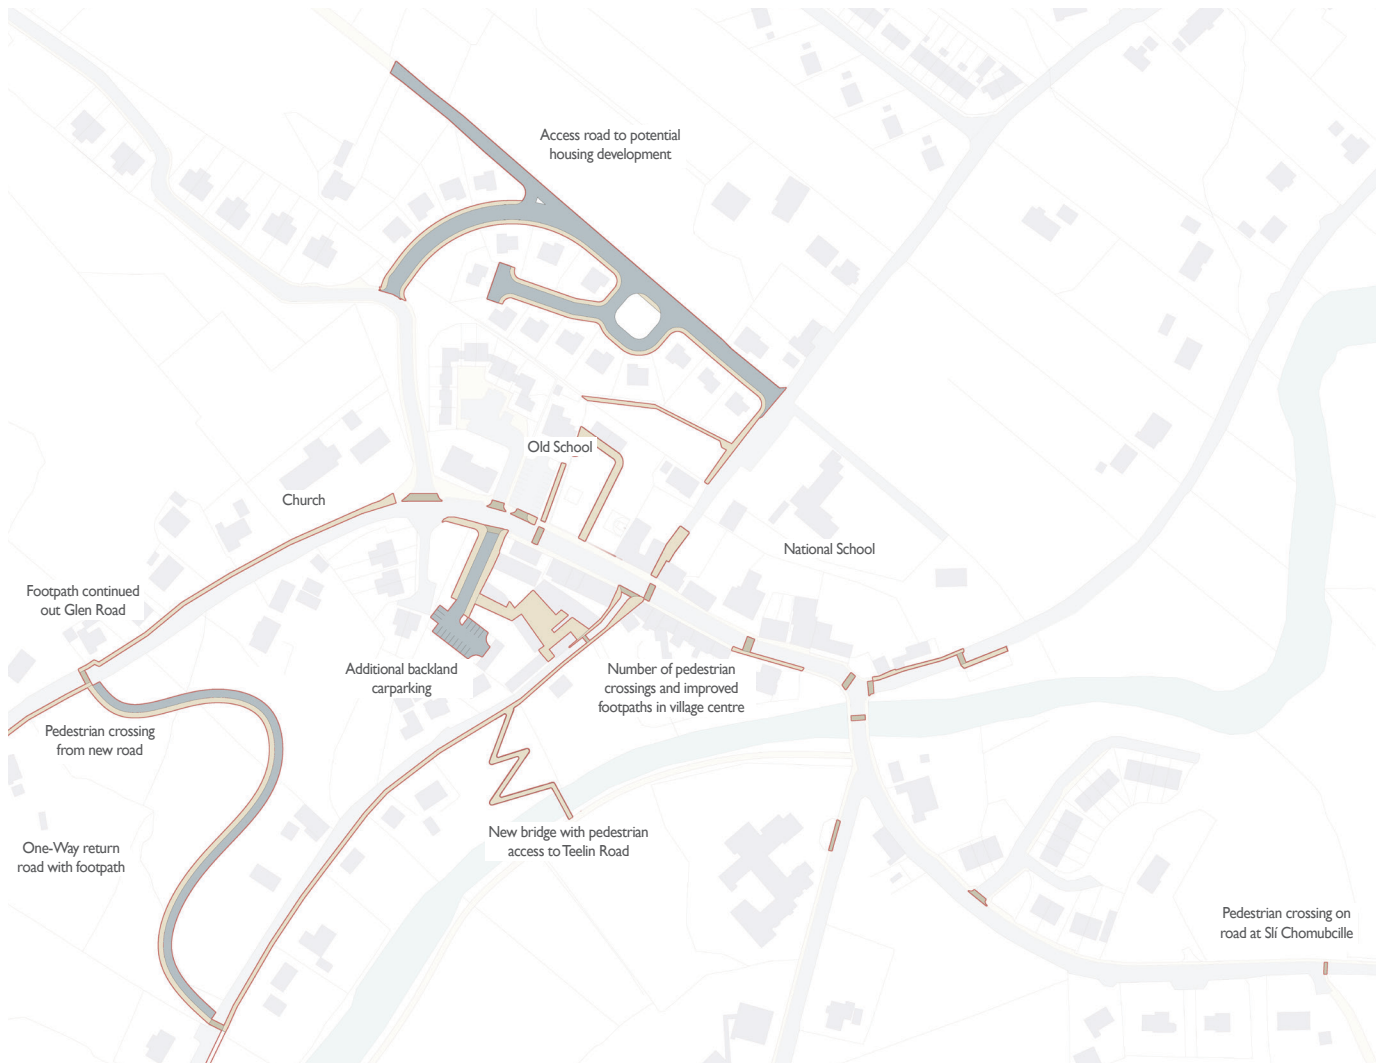 Access road to potential
housing development
Old School
Church
National School
Footpath continued
out Glen Road
Additional backland
carparking
Number of pedestrian
crossings and improved
footpaths in village centre
Pedestrian crossing
from new road
New bridge with pedestrian
access to Teelin Road
One-Way return
road with footpath
Pedestrian crossing on
road at Slí Chomubcille